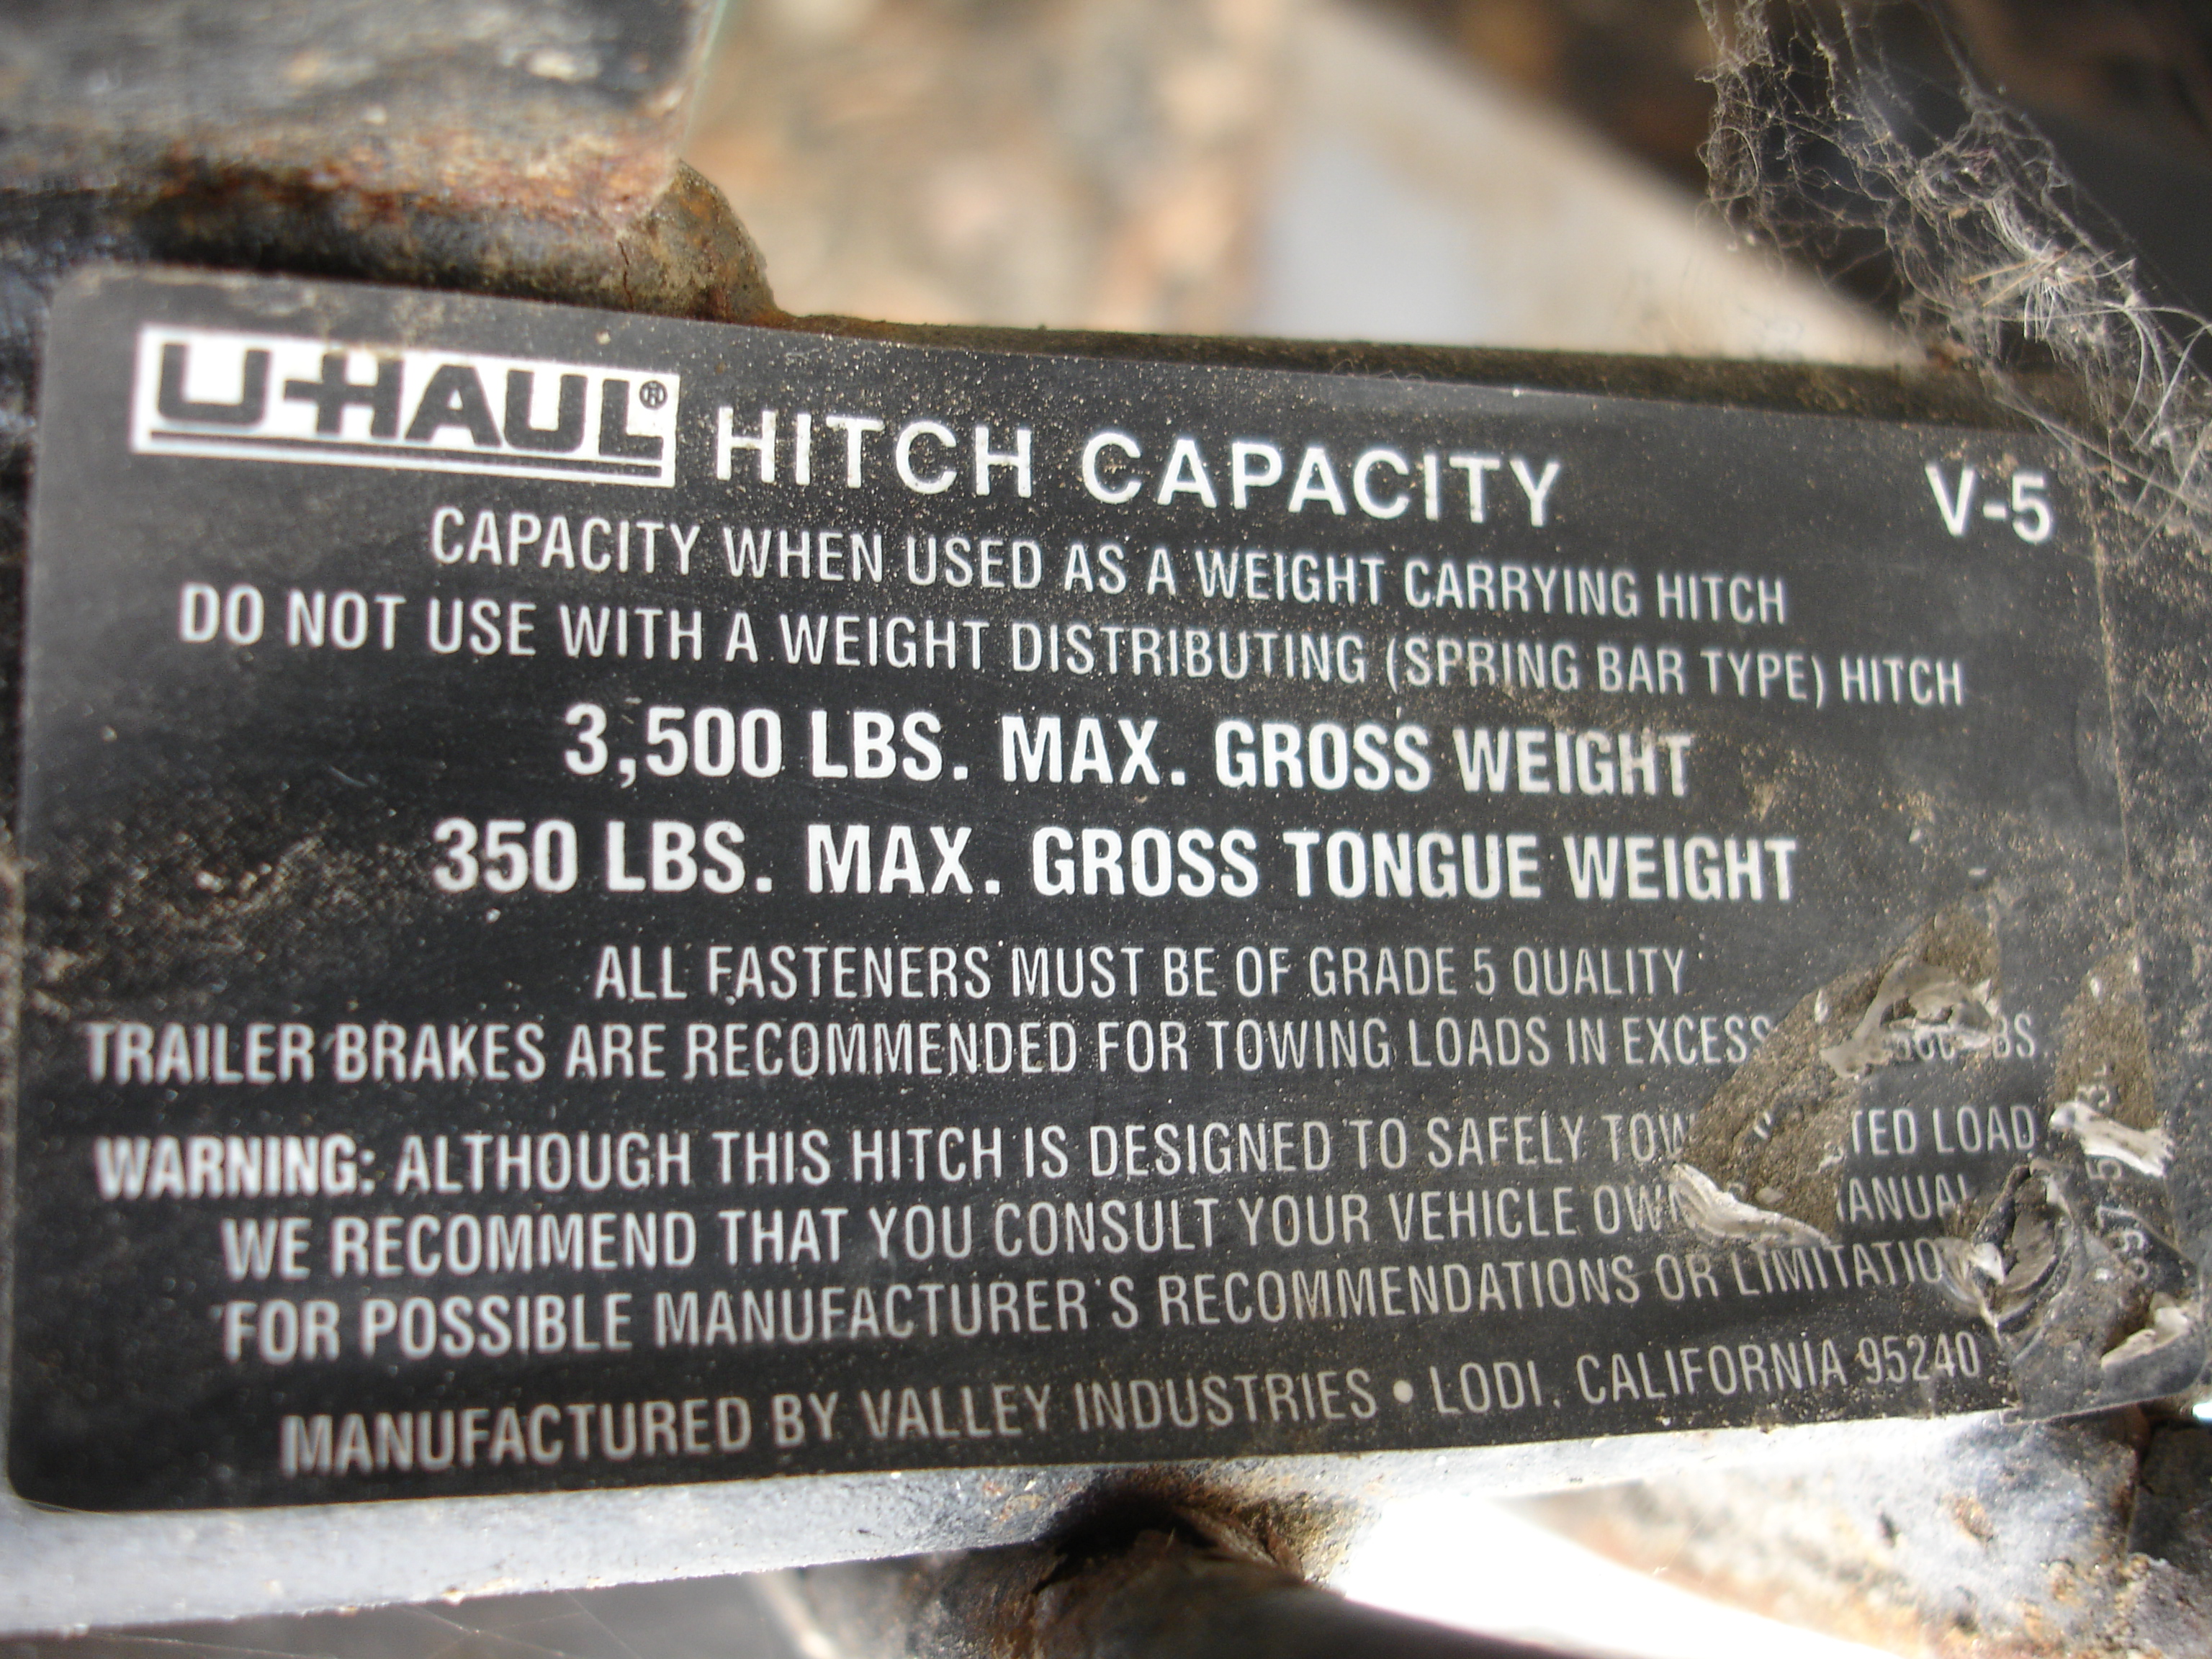 U-HAUL® HITCH CAPACITY V-5
CAPACITY WHEN USED AS A WEIGHT CARRYING HITCH
DO NOT USE WITH A WEIGHT DISTRIBUTING (SPRING BAR TYPE) HITCH
3,500 LBS. MAX. GROSS WEIGHT
350 LBS. MAX. GROSS TONGUE WEIGHT
ALL FASTENERS MUST BE OF GRADE 5 QUALITY
TRAILER BRAKES ARE RECOMMENDED FOR TOWING LOADS IN EXCESS
WARNING: ALTHOUGH THIS HITCH IS DESIGNED TO SAFELY TOW LOAD
WE RECOMMEND THAT YOU CONSULT YOUR VEHICLE
FOR POSSIBLE MANUFACTURER'S RECOMMENDATIONS OR
MANUFACTURED BY VALLEY INDUSTRIES • LODI, CALIFORNIA 95240